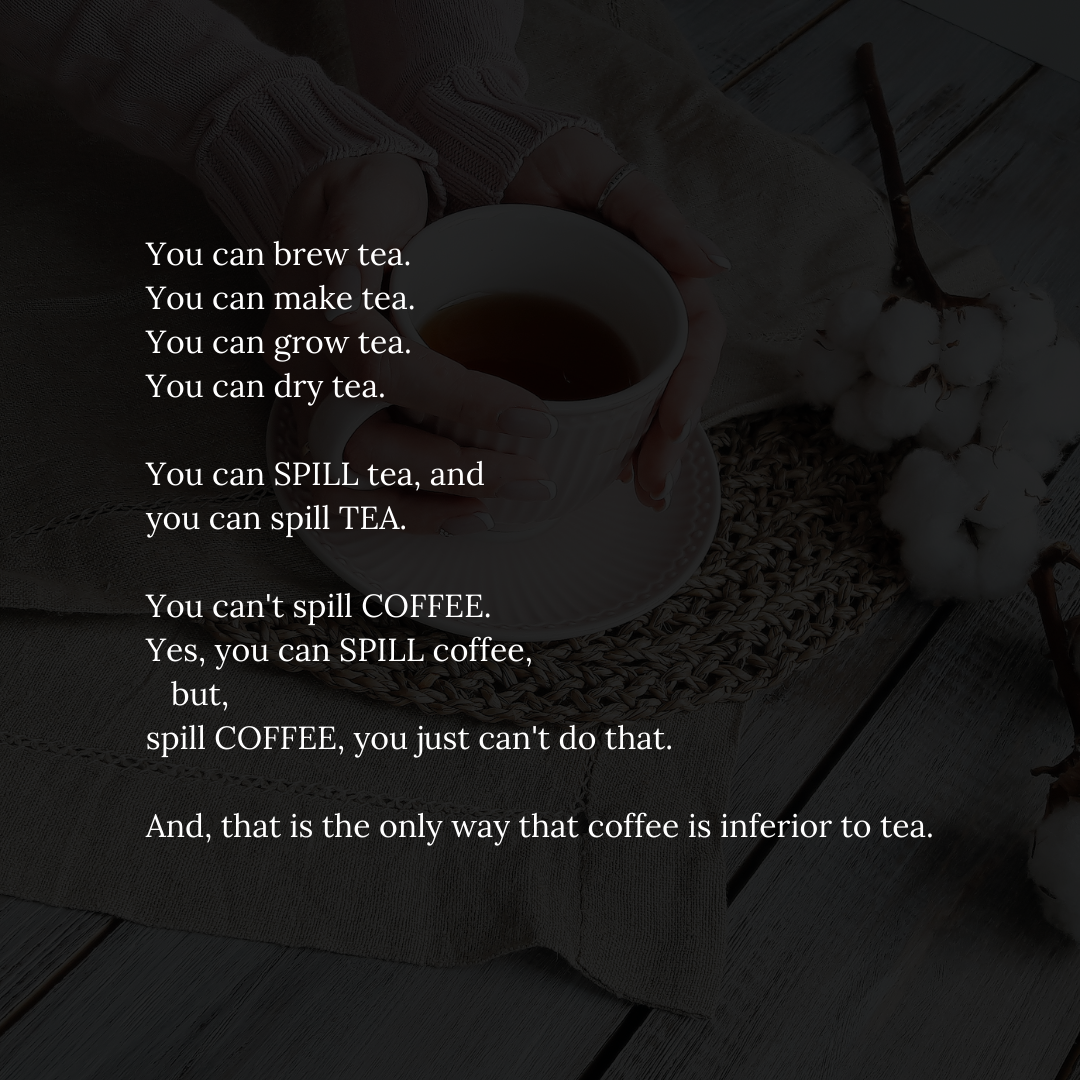 You can brew tea.
You can make tea.
You can grow tea.
You can dry tea.
You can SPILL tea, and
you can spill TEA.
You can't spill COFFEE.
Yes, you can SPILL coffee,
but,
spill COFFEE, you just can't do that.
And, that is the only way that coffee is inferior to tea.